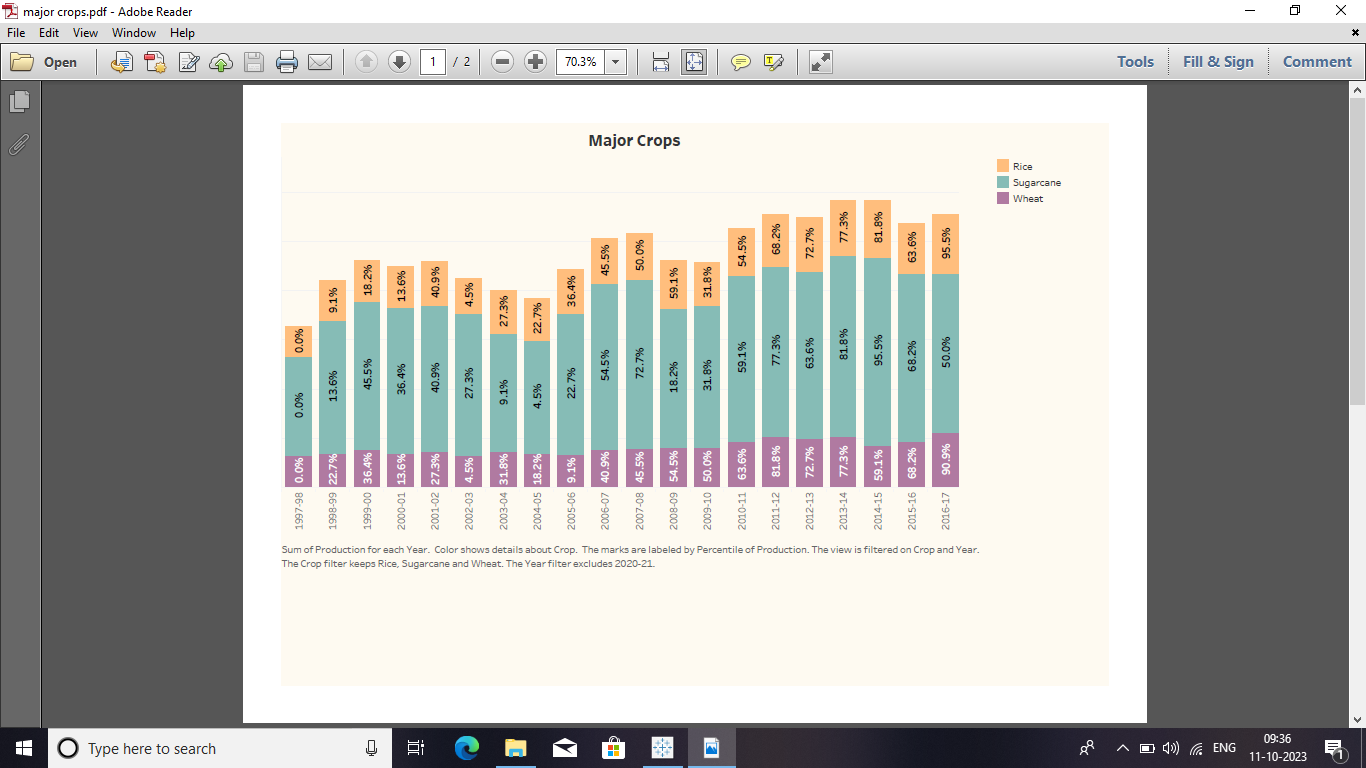 major crops.pdf - Adobe Reader
File Edit View Window Help
Open 1 / 2 70.3% Tools Fill & Sign Comment
Major Crops
Rice
Sugarcane
Wheat
0.0% 9.1% 18.2% 13.6% 40.9% 4.5% 27.3% 22.7% 36.4% 45.5% 50.0% 59.1% 31.8% 54.5% 68.2% 72.7% 77.3% 81.8% 63.6% 95.5%
0.0% 13.6% 45.5% 36.4% 40.9% 27.3% 9.1% 4.5% 22.7% 54.5% 72.7% 18.2% 31.8% 59.1% 77.3% 63.6% 81.8% 95.5% 68.2% 50.0%
0.0% 22.7% 36.4% 13.6% 27.3% 4.5% 31.8% 18.2% 9.1% 40.9% 45.5% 54.5% 50.0% 63.6% 81.8% 72.7% 77.3% 59.1% 68.2% 90.9%
1997-98 1998-99 1999-00 2000-01 2001-02 2002-03 2003-04 2004-05 2005-06 2006-07 2007-08 2008-09 2009-10 2010-11 2011-12 2012-13 2013-14 2014-15 2015-16 2016-17
Sum of Production for each Year. Color shows details about Crop. The marks are labeled by Percentile of Production. The view is filtered on Crop and Year.
The Crop filter keeps Rice, Sugarcane and Wheat. The Year filter excludes 2020-21.
Type here to search ENG 09:36
11-10-2023 1